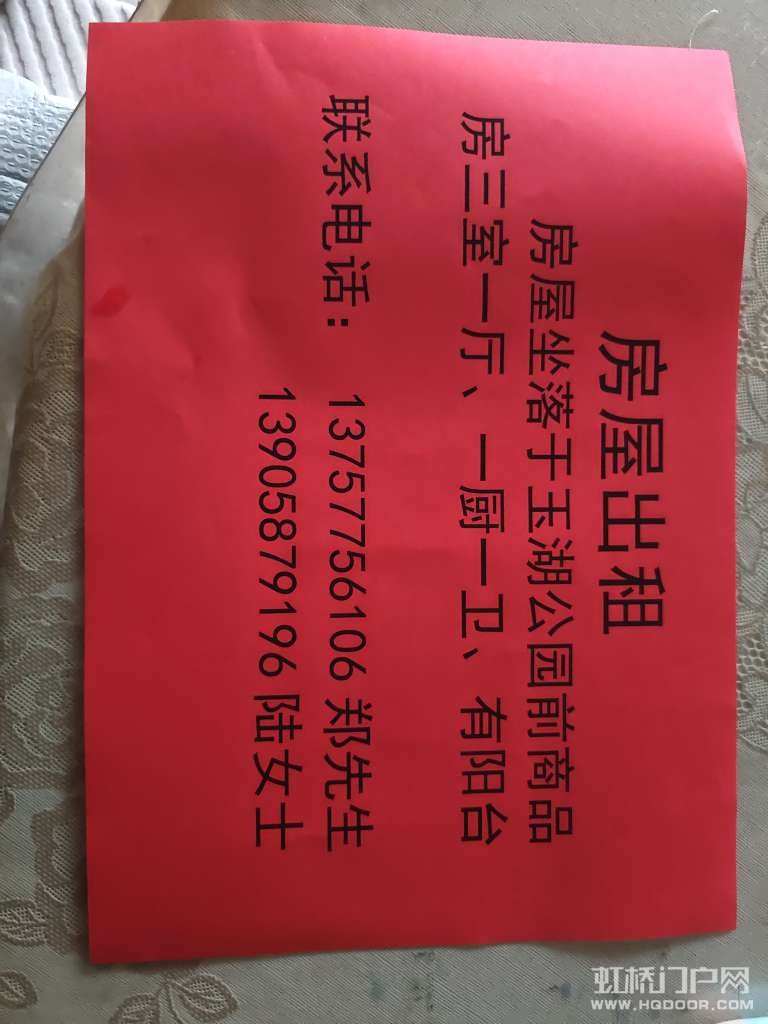 房屋出租
房屋坐落于玉湖公园前商品
房三室一厅、一厨一卫、有阳台
联系电话：13757756106 郑先生
13905879196 陆女士
虹桥门户网
WWW.HQDOOR.COM